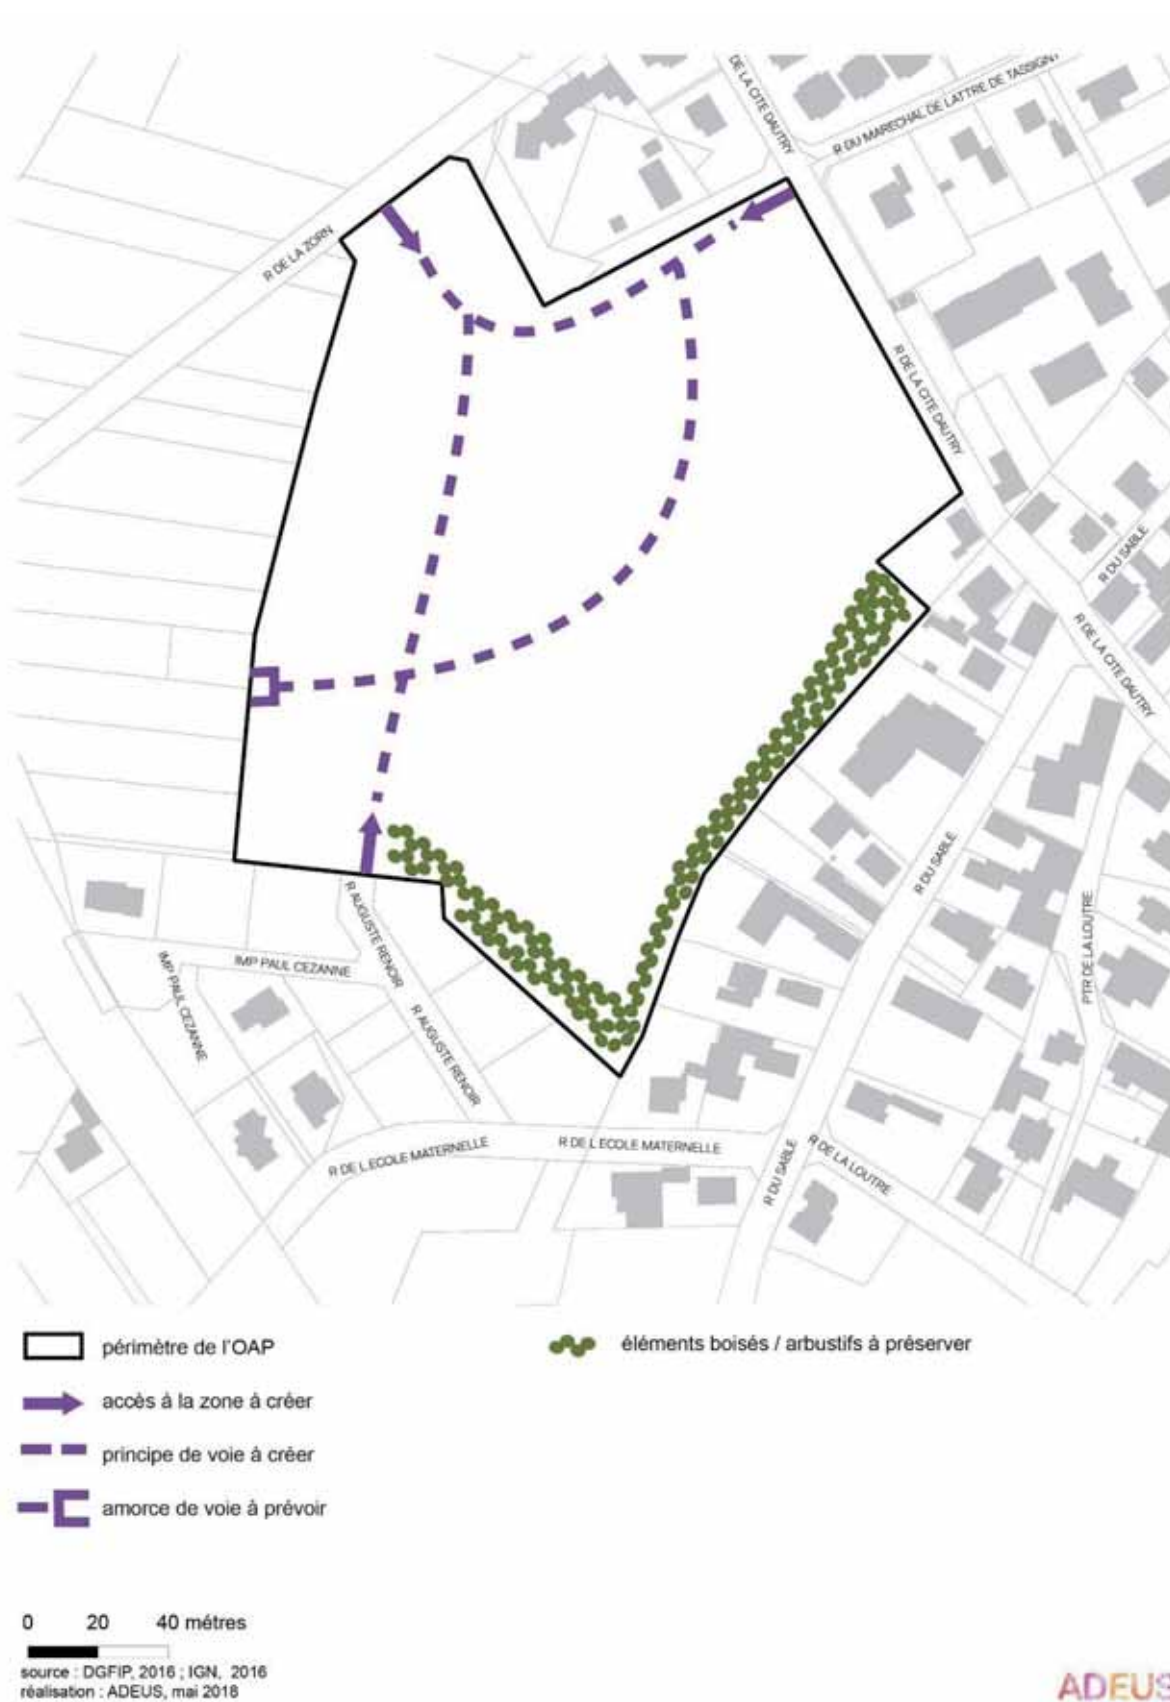 DE LA CITE DAUTRY
R DU MARECHAL DE LATTRE DE TASSIGNY
R DE LA ZORN
R DE LA CITE DAUTRY
R DU SABLE
R DE LA CITE DAUTRY
R DU SABLE
PTR DE LA LOUTRE
R AUGUSTE RENOIR
IMP PAUL CEZANNE
IMP PAUL CEZANNE
R AUGUSTE RENOIR
R DE L ECOLE MATERNELLE
R DE L ECOLE MATERNELLE
R DU SABLE
R DE LA LOUTRE
périmètre de l'OAP
éléments boisés / arbustifs à préserver
accès à la zone à créer
principe de voie à créer
amorce de voie à prévoir
0 20 40 métres
source : DGFIP, 2016 ; IGN, 2016
réalisation : ADEUS, mai 2018
ADEUS